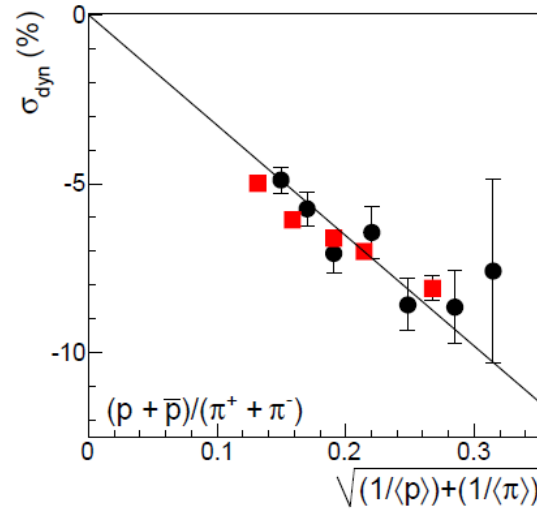 σdyn (%)
0
-5
-10
(p + p̅)/(π⁺ + π⁻)
0 0.1 0.2 0.3
√(1/⟨p⟩)+(1/⟨π⟩)